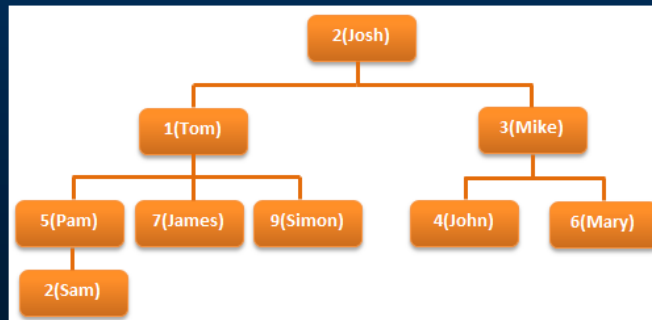 2(Josh)
1(Tom)
3(Mike)
5(Pam)
7(James)
9(Simon)
4(John)
6(Mary)
2(Sam)